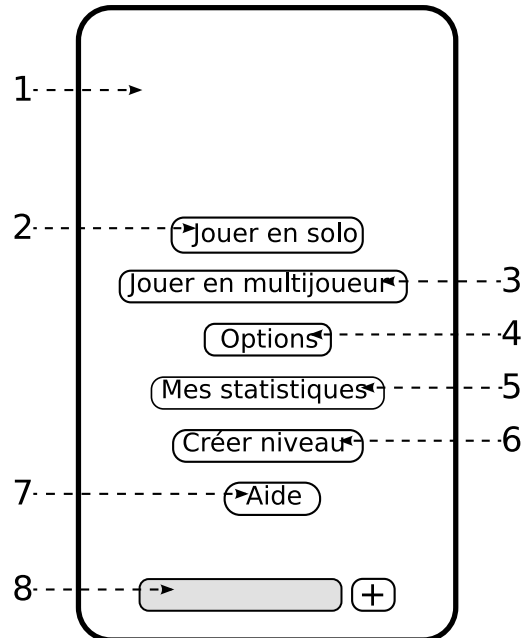 1
2 Jouer en solo
Jouer en multijoueur 3
Options 4
Mes statistiques 5
Créer niveau 6
7 Aide
8 +